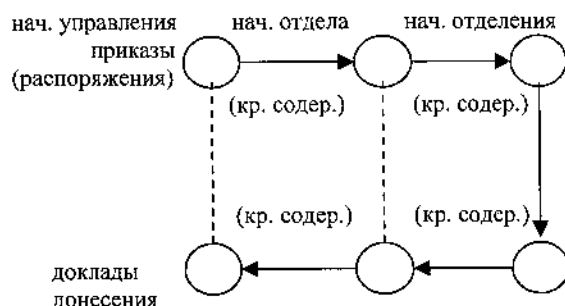 нач. управления нач. отдела нач. отделения
приказы
(распоряжения)
(кр. содер.) (кр. содер.)
(кр. содер.) (кр. содер.)
доклады
донесения